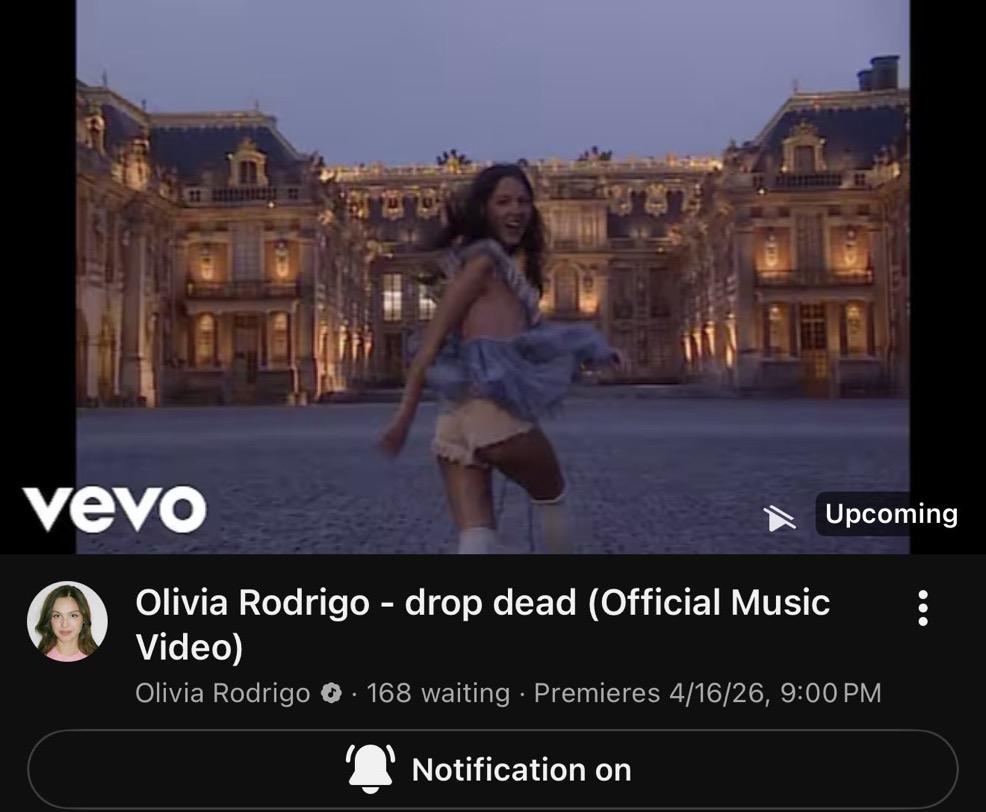 vevo
Upcoming
Olivia Rodrigo - drop dead (Official Music
Video)
Olivia Rodrigo · 168 waiting · Premieres 4/16/26, 9:00 PM
Notification on